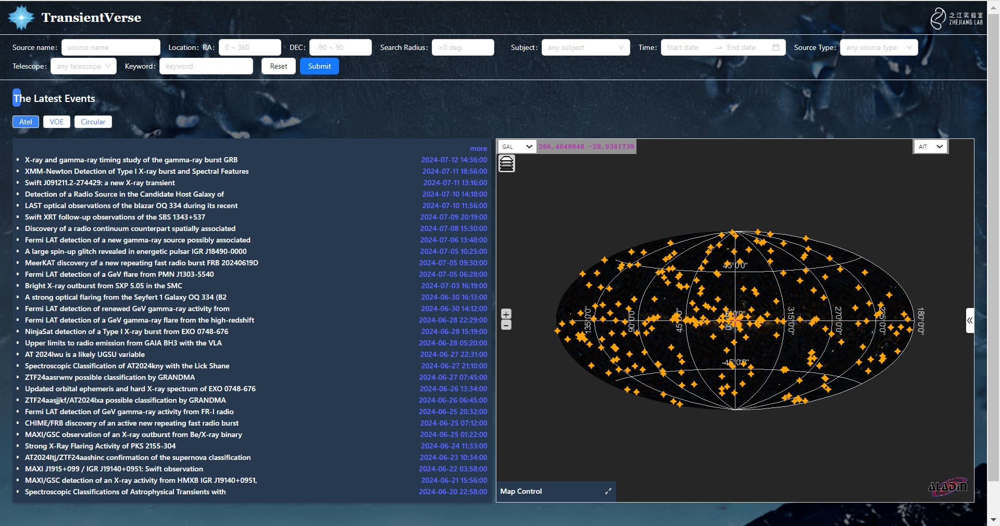 TransientVerse
之江实验室
ZHEJIANG LAB
Source name: source name Location: RA: 0 ~ 360 DEC: -90 ~ 90 Search Radius: >0 deg Subject: any subject Time: Start date → End date Source Type: any source type
Telescope: any telescope Keyword: keyword Reset Submit
The Latest Events
Atel VOE Circular
more
X-ray and gamma-ray timing study of the gamma-ray burst GRB 2024-07-12 14:36:00
XMM-Newton Detection of Type I X-ray burst and Spectral Features 2024-07-11 18:56:00
Swift J091211.2-274429: a new X-ray transient 2024-07-11 13:16:00
Detection of a Radio Source in the Candidate Host Galaxy of 2024-07-10 14:18:00
LAST optical observations of the blazar OQ 334 during its recent 2024-07-10 11:56:00
Swift XRT follow-up observations of the SBS 1343+537 2024-07-09 20:19:00
Discovery of a radio continuum counterpart spatially associated 2024-07-08 15:30:00
Fermi LAT detection of a new gamma-ray source possibly associated 2024-07-06 13:48:00
A large spin-up glitch revealed in energetic pulsar IGR J18490-0000 2024-07-05 10:25:00
MeerKAT discovery of a new repeating fast radio burst FRB 20240619D 2024-07-05 09:30:00
Fermi LAT detection of a GeV flare from PMN J1303-5540 2024-07-05 06:28:00
Bright X-ray outburst from SXP 5.05 in the SMC 2024-07-03 16:19:00
A strong optical flaring from the Seyfert 1 Galaxy OQ 334 (B2 2024-06-30 16:13:00
Fermi LAT detection of renewed GeV gamma-ray activity from 2024-06-30 14:12:00
Fermi LAT detection of a GeV gamma-ray flare from the high-redshift 2024-06-28 22:29:00
NinjaSat detection of a Type I X-ray burst from EXO 0748-676 2024-06-28 15:19:00
Upper limits to radio emission from GAIA BH3 with the VLA 2024-06-28 05:20:00
AT 2024lwu is a likely UGSU variable 2024-06-27 22:31:00
Spectroscopic Classification of AT2024kny with the Lick Shane 2024-06-27 21:10:00
ZTF24aasrwnv possible classification by GRANDMA 2024-06-27 07:45:00
Updated orbital ephemeris and hard X-ray spectrum of EXO 0748-676 2024-06-26 13:34:00
ZTF24aasjjkf/AT2024lxa possible classification by GRANDMA 2024-06-26 06:45:00
Fermi LAT detection of GeV gamma-ray activity from FR-I radio 2024-06-25 20:32:00
CHIME/FRB discovery of an active new repeating fast radio burst 2024-06-25 07:12:00
MAXI/GSC observation of an X-ray outburst from Be/X-ray binary 2024-06-25 01:22:00
Strong X-Ray Flaring Activity of PKS 2155-304 2024-06-24 11:33:00
AT2024ltj/ZTF24aashinc confirmation of the supernova classification 2024-06-23 10:34:00
MAXI J1915+099 / IGR J19140+0951: Swift observation 2024-06-22 03:58:00
MAXI/GSC detection of an X-ray activity from HMXB IGR J19140+0951, 2024-06-21 15:56:00
Spectroscopic Classifications of Astrophysical Transients with 2024-06-20 22:58:00
GAL 266.4049948 -28.9361739 AIT
45°0'0"
135°0'0" 90°0'0" 45°0'0" 0°0'0" 315°0'0" 270°0'0" 225°0'0" 180°0'0"
-45°0'0"
Map Control
ALADIN